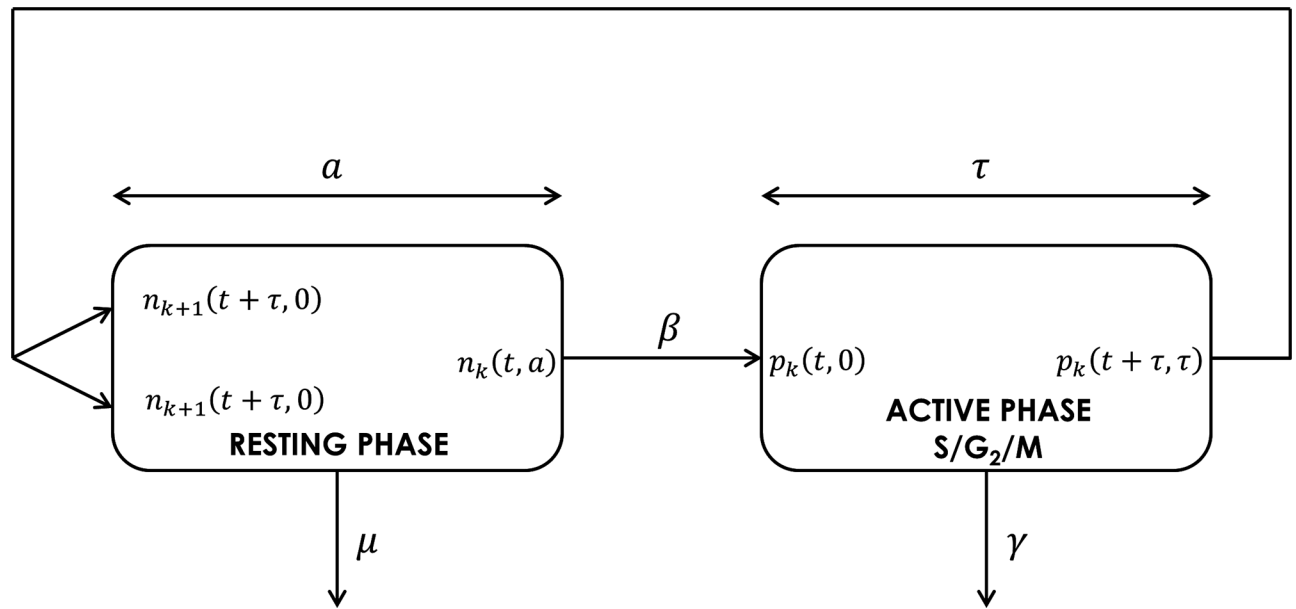 a
τ
n_{k+1}(t + τ, 0)
n_k(t, a)
n_{k+1}(t + τ, 0)
RESTING PHASE
β
p_k(t, 0)
p_k(t + τ, τ)
ACTIVE PHASE
S/G₂/M
μ
γ